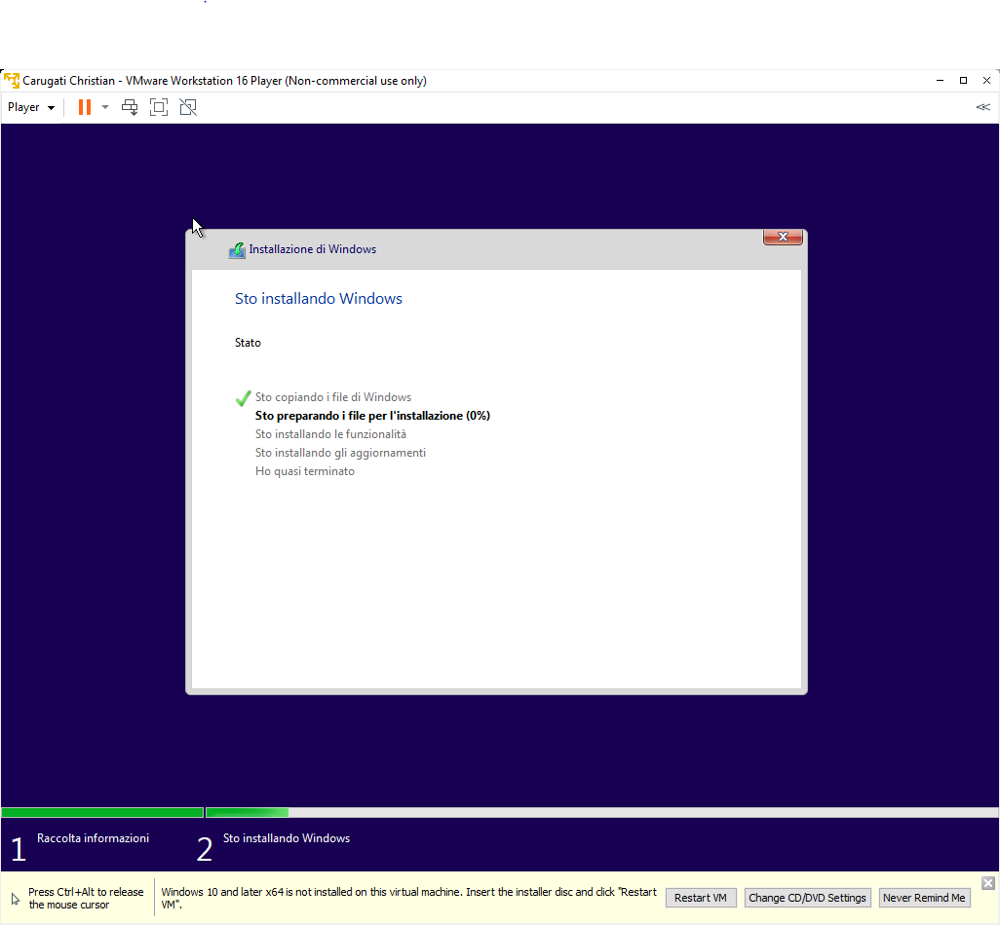 Carugati Christian - VMware Workstation 16 Player (Non-commercial use only)
Player
Installazione di Windows
Sto installando Windows
Stato
Sto copiando i file di Windows
Sto preparando i file per l'installazione (0%)
Sto installando le funzionalità
Sto installando gli aggiornamenti
Ho quasi terminato
1 Raccolta informazioni
2 Sto installando Windows
Press Ctrl+Alt to release
the mouse cursor
Windows 10 and later x64 is not installed on this virtual machine. Insert the installer disc and click "Restart
VM".
Restart VM
Change CD/DVD Settings
Never Remind Me